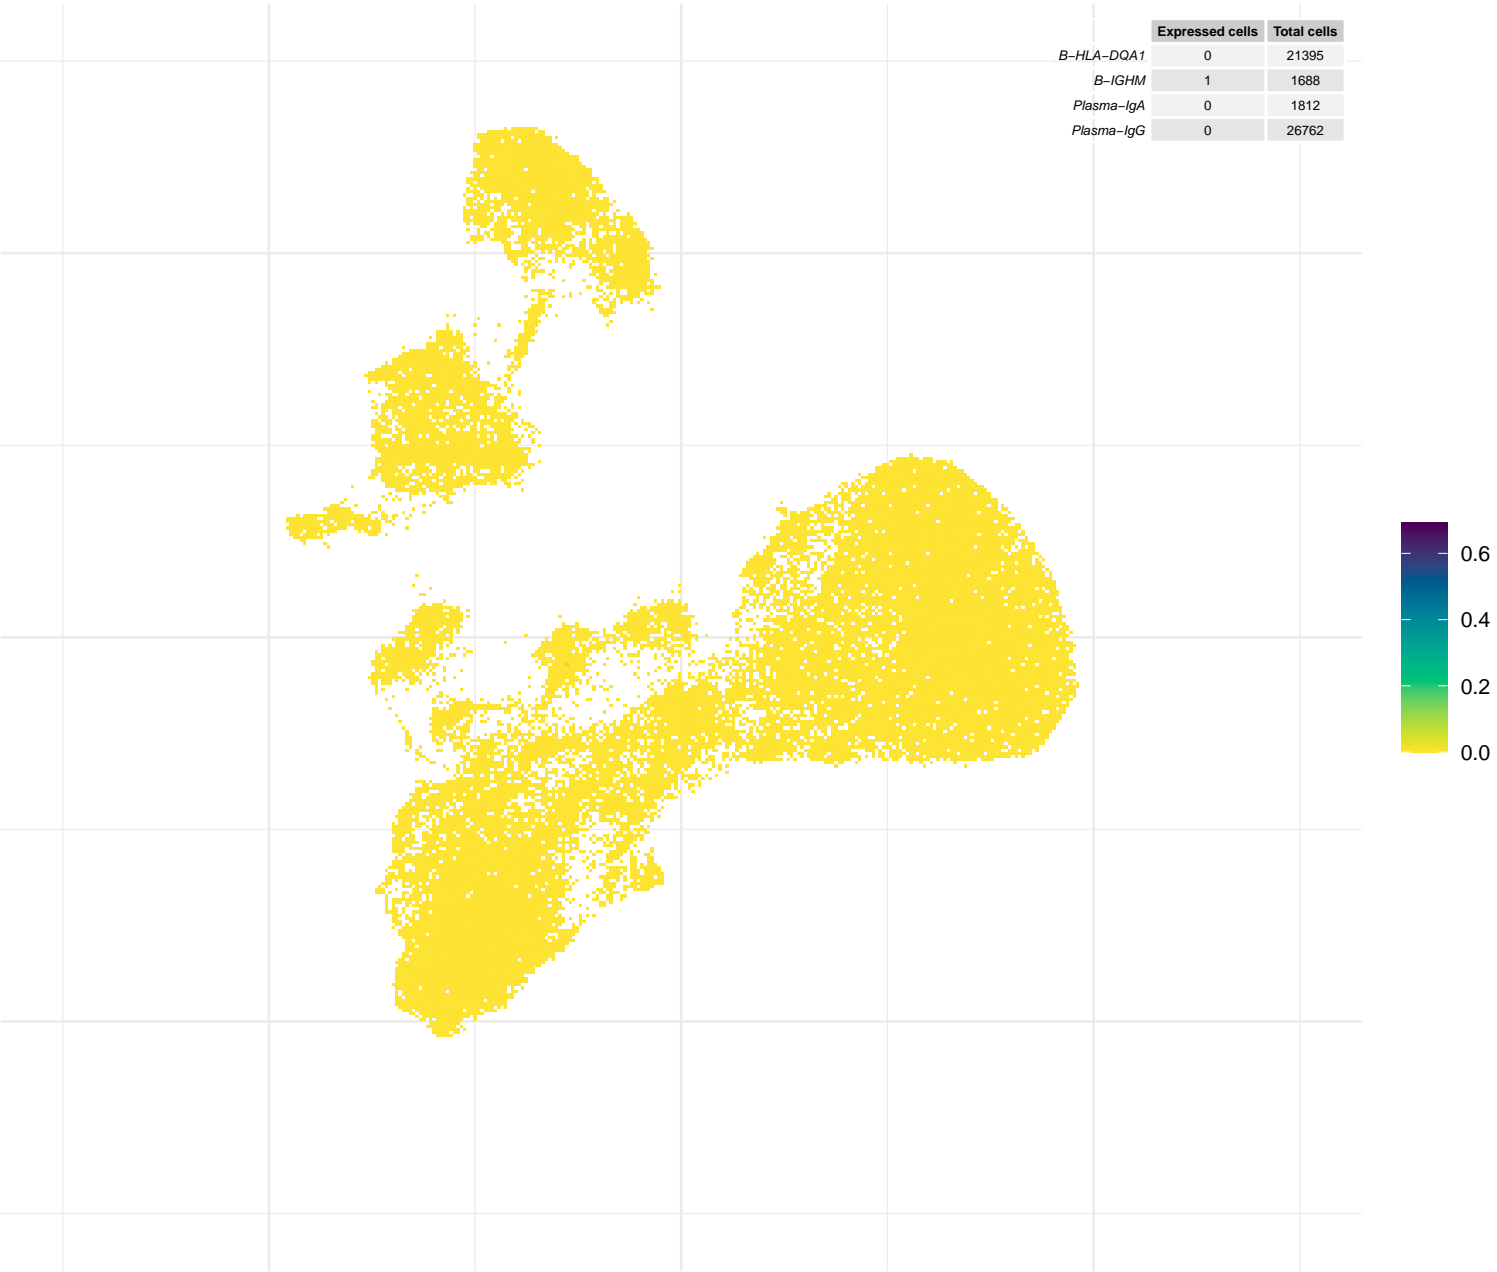 Expressed cells Total cells
B−HLA−DQA1 0 21395
B−IGHM 1 1688
Plasma−IgA 0 1812
Plasma−IgG 0 26762
0.6
0.4
0.2
0.0